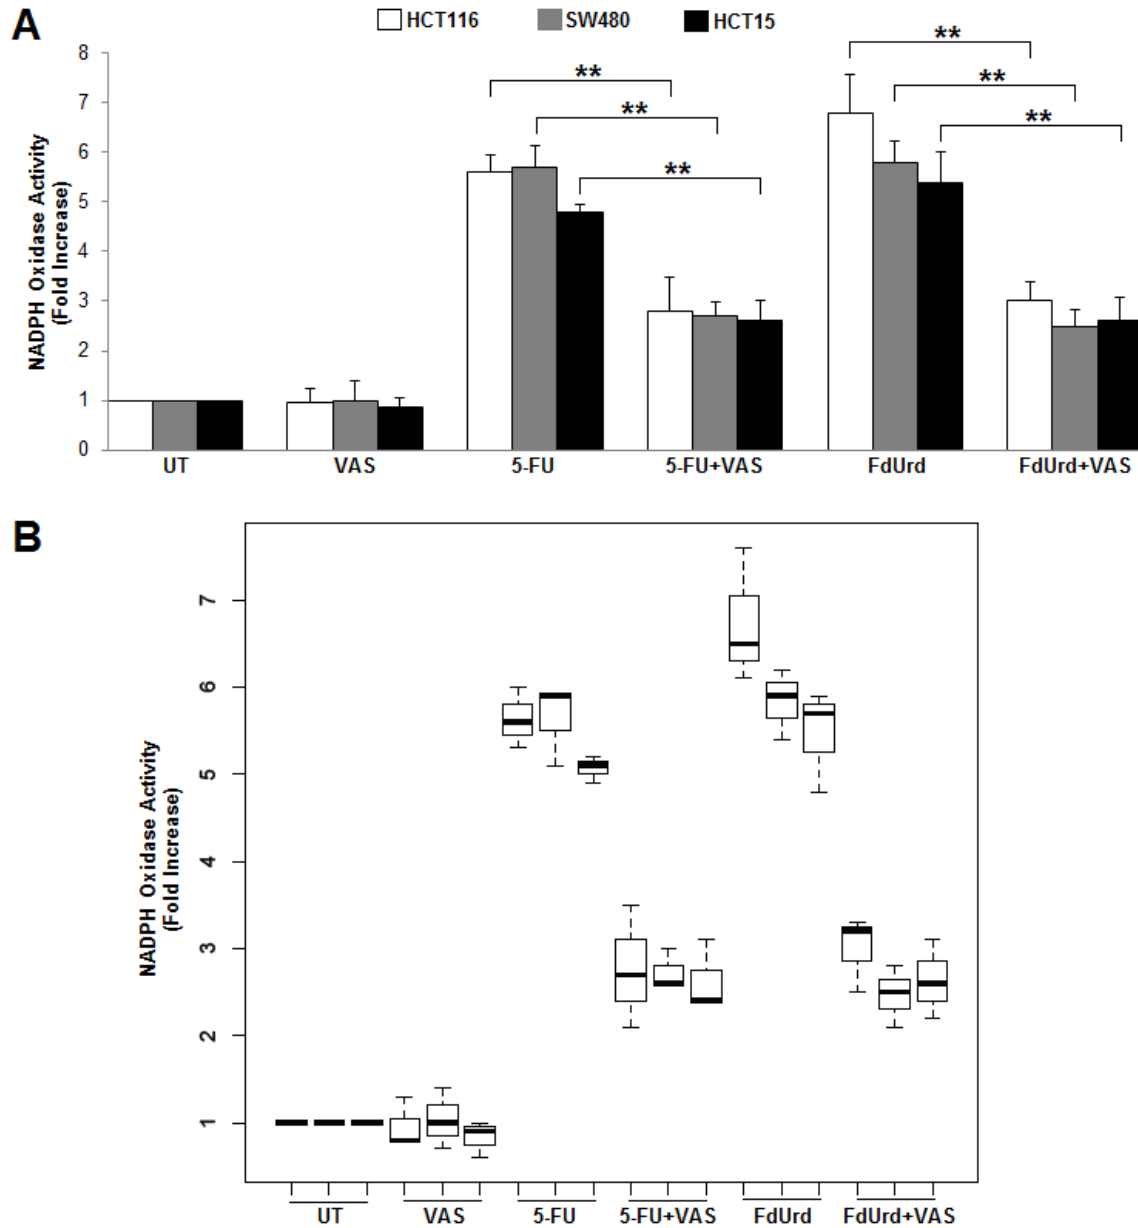 A
HCT116 SW480 HCT15
NADPH Oxidase Activity
(Fold Increase)
8
7
6
5
4
3
2
1
0
** **
** **
** **
UT VAS 5-FU 5-FU+VAS FdUrd FdUrd+VAS
B
NADPH Oxidase Activity
(Fold Increase)
7
6
5
4
3
2
1
UT VAS 5-FU 5-FU+VAS FdUrd FdUrd+VAS